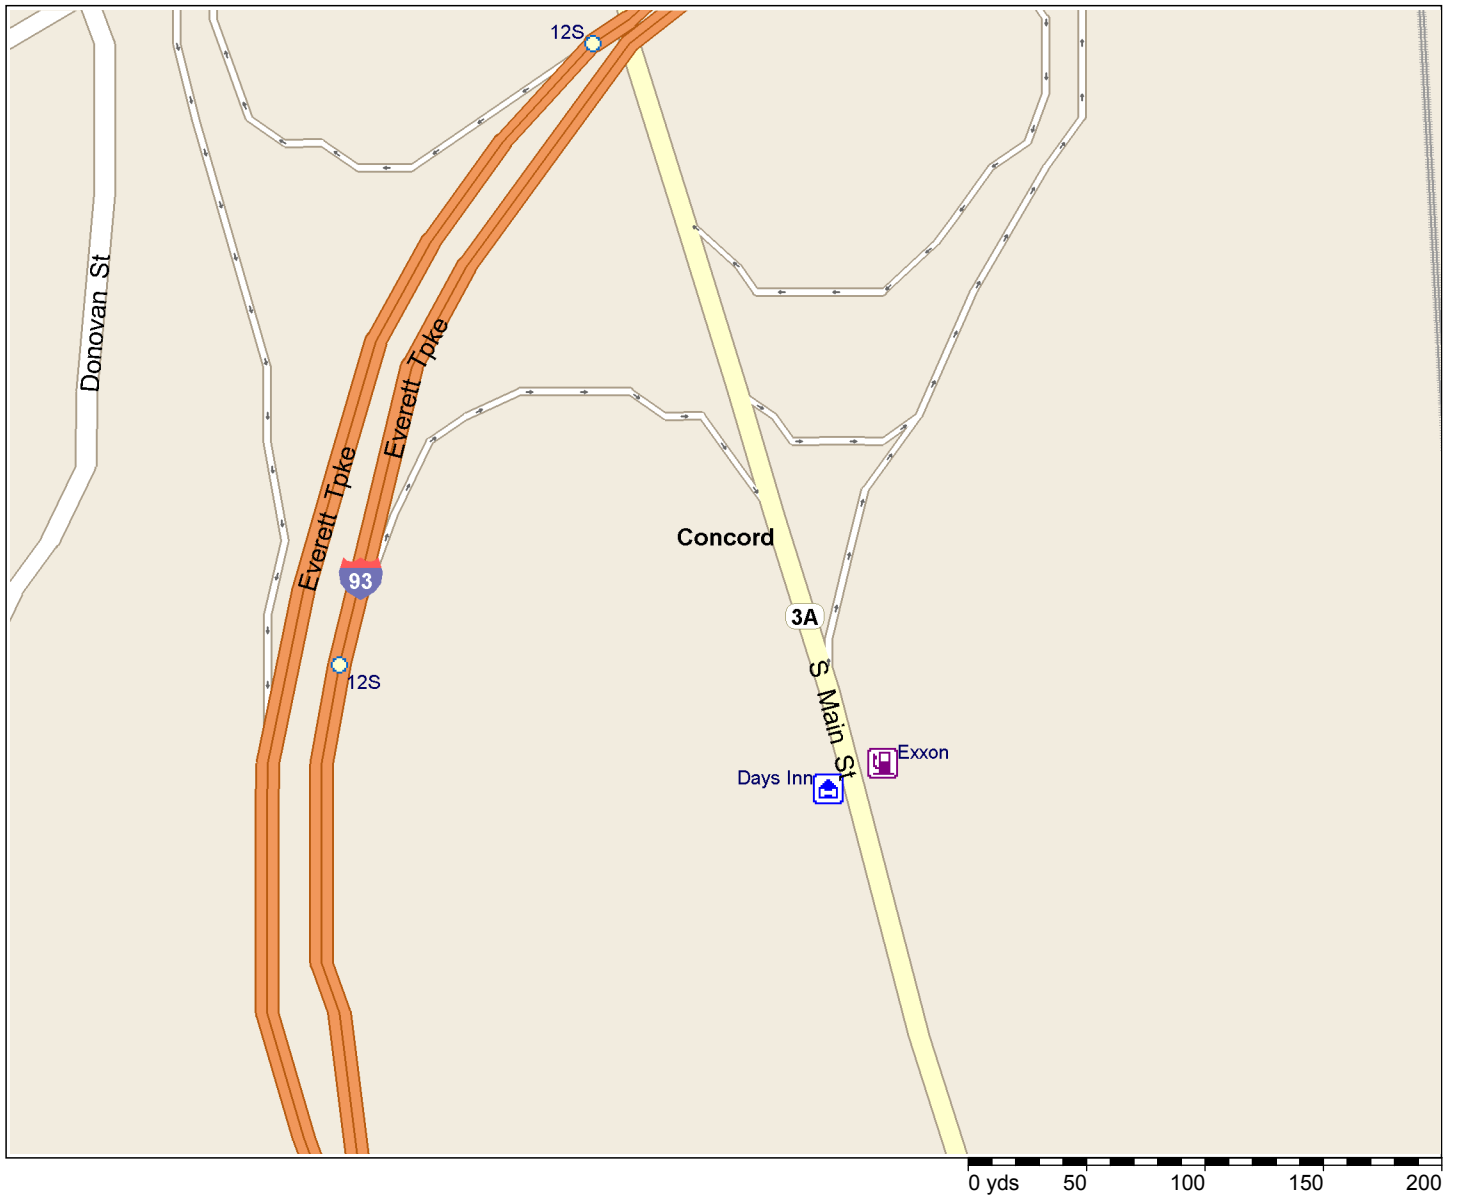 12S
Donovan St
Everett Tpke
Everett Tpke
Concord
93
3A
12S
S Main St
Exxon
Days Inn
0 yds 50 100 150 200